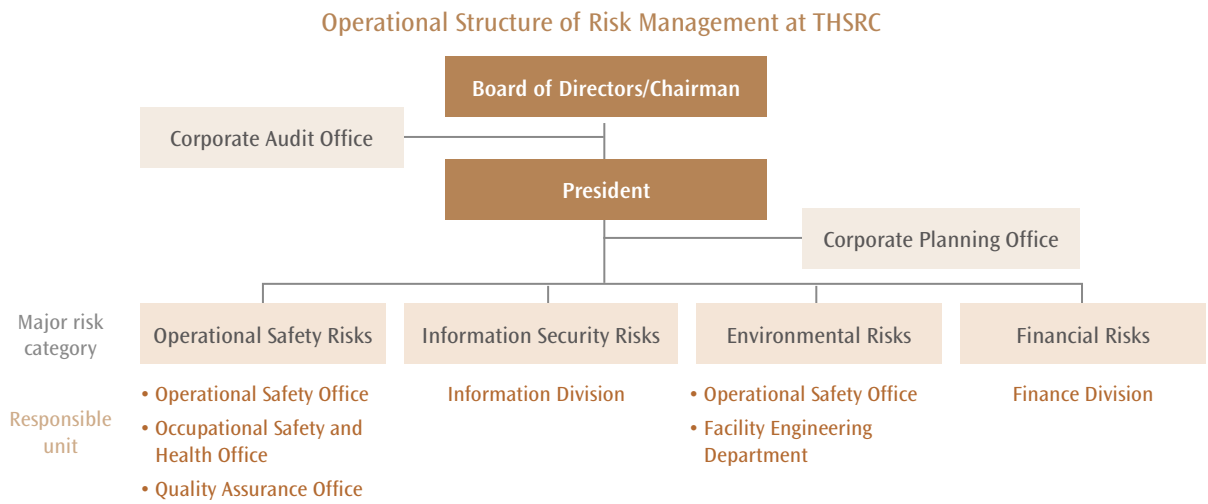 Operational Structure of Risk Management at THSRC
Board of Directors/Chairman
Corporate Audit Office
President
Corporate Planning Office
Major risk
category
Operational Safety Risks
Information Security Risks
Environmental Risks
Financial Risks
Responsible
unit
• Operational Safety Office
• Occupational Safety and
Health Office
• Quality Assurance Office
Information Division
• Operational Safety Office
• Facility Engineering
Department
Finance Division